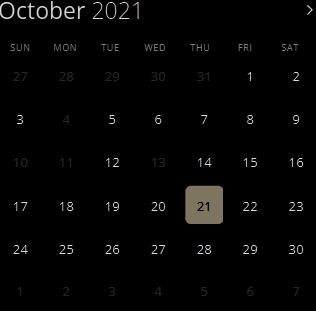 October 2021
SUN MON TUE WED THU FRI SAT
27 28 29 30 31 1 2
3 4 5 6 7 8 9
10 11 12 13 14 15 16
17 18 19 20 21 22 23
24 25 26 27 28 29 30
1 2 3 4 5 6 7